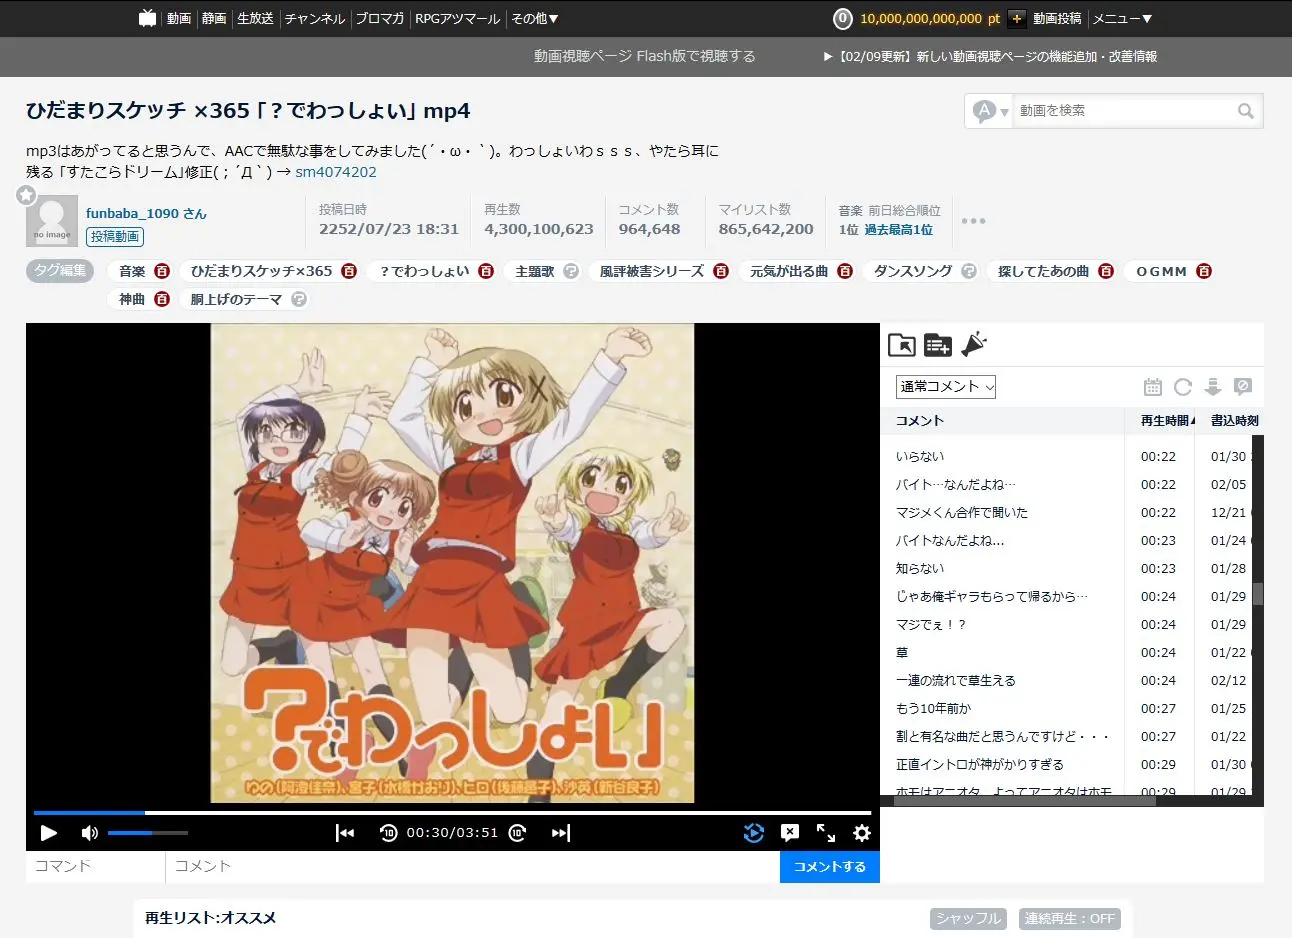 動画 静画 生放送 チャンネル ブロマガ RPGアツマール その他▼ 0 10,000,000,000,000 pt + 動画投稿 メニュー▼
動画視聴ページ Flash版で視聴する ▶【02/09更新】新しい動画視聴ページの機能追加・改善情報
ひだまりスケッチ ×365「？でわっしょい」mp4
A▼ 動画を検索
mp3はあがってると思うんで、AACで無駄な事をしてみました(´・ω・｀)。わっしょいわｓｓｓ、やたら耳に
残る「すたこらドリーム」修正(；´Д｀) → sm4074202
no image
funbaba_1090 さん
投稿動画
投稿日時
2252/07/23 18:31
再生数
4,300,100,623
コメント数
964,648
マイリスト数
865,642,200
音楽 前日総合順位
1位 過去最高1位
タグ編集 音楽 百 ひだまりスケッチ×365 百 ？でわっしょい 百 主題歌 ? 風評被害シリーズ 百 元気が出る曲 百 ダンスソング ? 探してたあの曲 百 ＯＧＭＭ 百
神曲 百 胴上げのテーマ ?
?でわっしょい
通常コメント
コメント 再生時間▲ 書込時刻
いらない 00:22 01/30
バイト…なんだよね… 00:22 02/05
マジメくん合作で聞いた 00:22 12/21
バイトなんだよね... 00:23 01/24
知らない 00:23 01/28
じゃあ俺ギャラもらって帰るから… 00:24 01/29
マジでぇ！？ 00:24 01/29
草 00:24 01/22
一連の流れで草生える 00:24 02/12
もう10年前か 00:27 01/25
割と有名な曲だと思うんですけど・・・ 00:27 01/22
正直イントロが神がかりすぎる 00:29 01/30
ホモはアニオタ、よってアニオタはホモ 00:29 01/29
10 00:30/03:51 10
コマンド コメント コメントする
再生リスト:オススメ シャッフル 連続再生：OFF